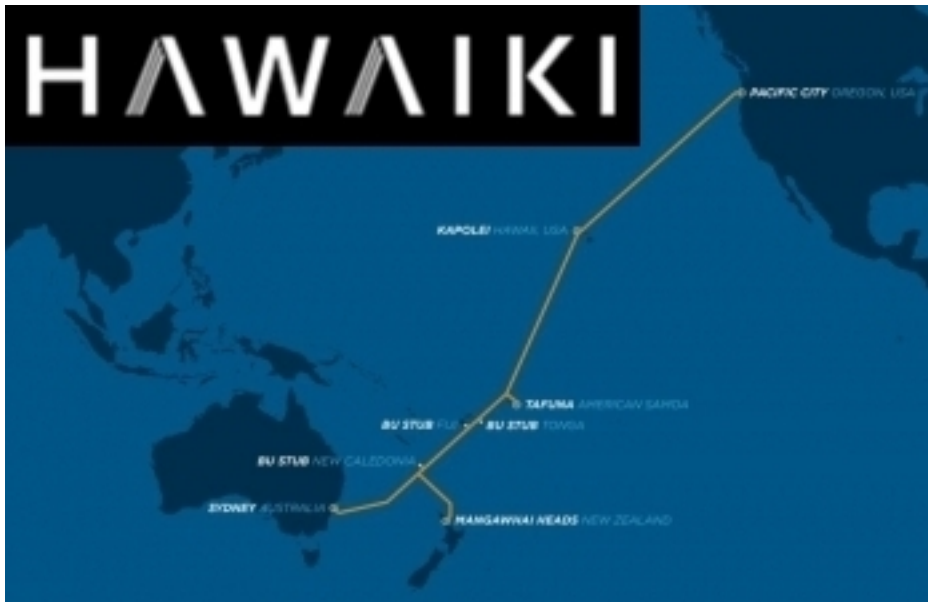 HAWAIKI
PACIFIC CITY OREGON, USA
KAPOLEI HAWAII, USA
TAFUNA AMERICAN SAMOA
BU STUB FIJI
BU STUB TONGA
BU STUB NEW CALEDONIA
SYDNEY AUSTRALIA
MANGAWHAI HEADS NEW ZEALAND